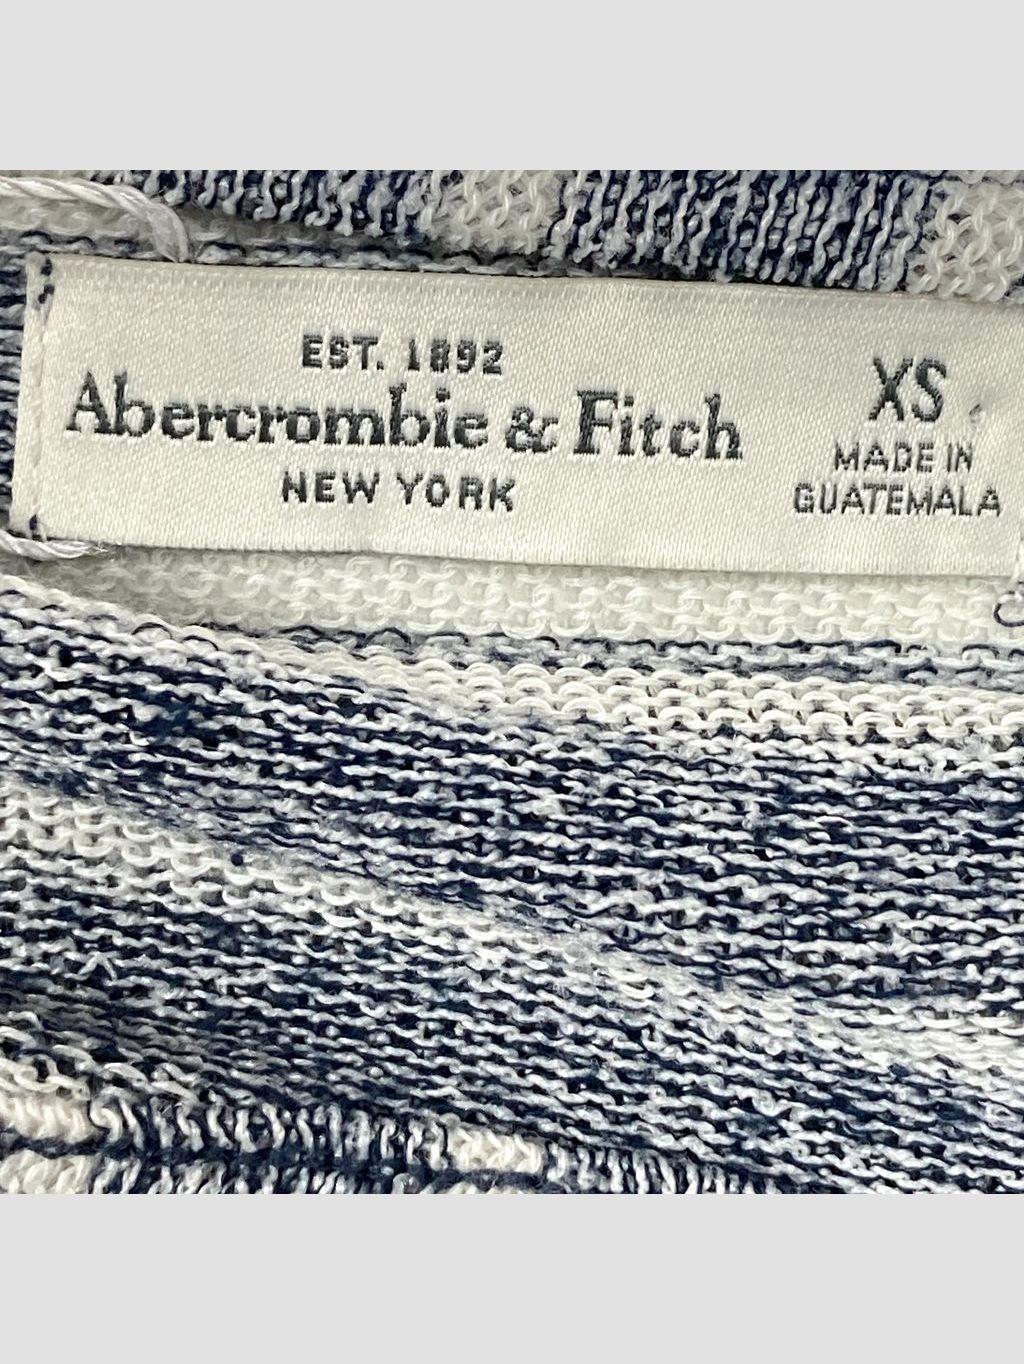 EST. 1892
Abercrombie & Fitch
NEW YORK
XS
MADE IN
GUATEMALA